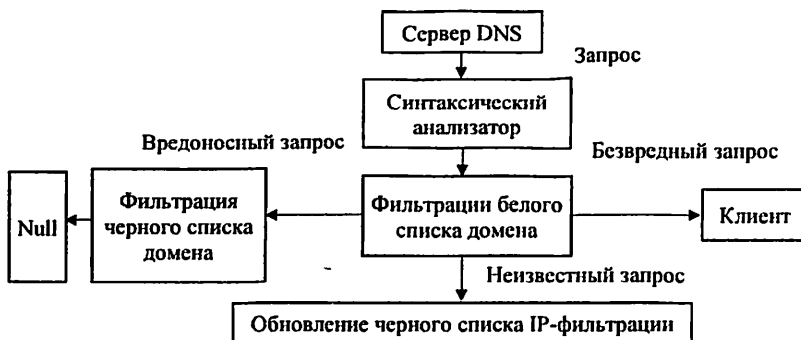 Сервер DNS
Запрос
Синтаксический
анализатор
Вредоносный запрос
Безвредный запрос
Null
Фильтрация
черного списка
домена
Фильтрации белого
списка домена
Клиент
Неизвестный запрос
Обновление черного списка IP-фильтрации